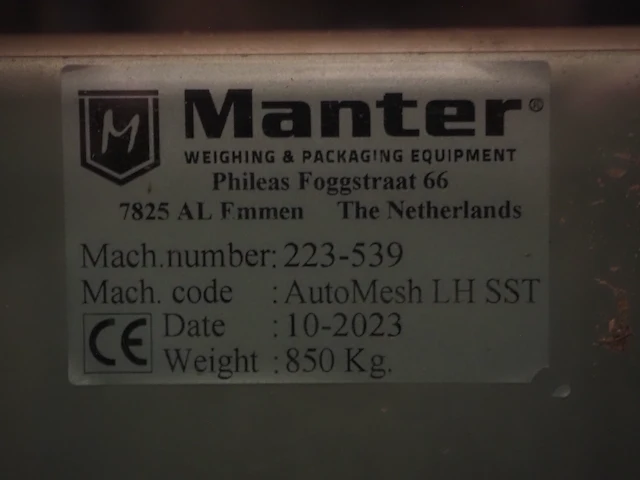 M Manter®
WEIGHING & PACKAGING EQUIPMENT
Phileas Foggstraat 66
7825 AL Emmen The Netherlands
Mach.number: 223-539
Mach. code : AutoMesh LH SST
CE Date : 10-2023
Weight : 850 Kg.